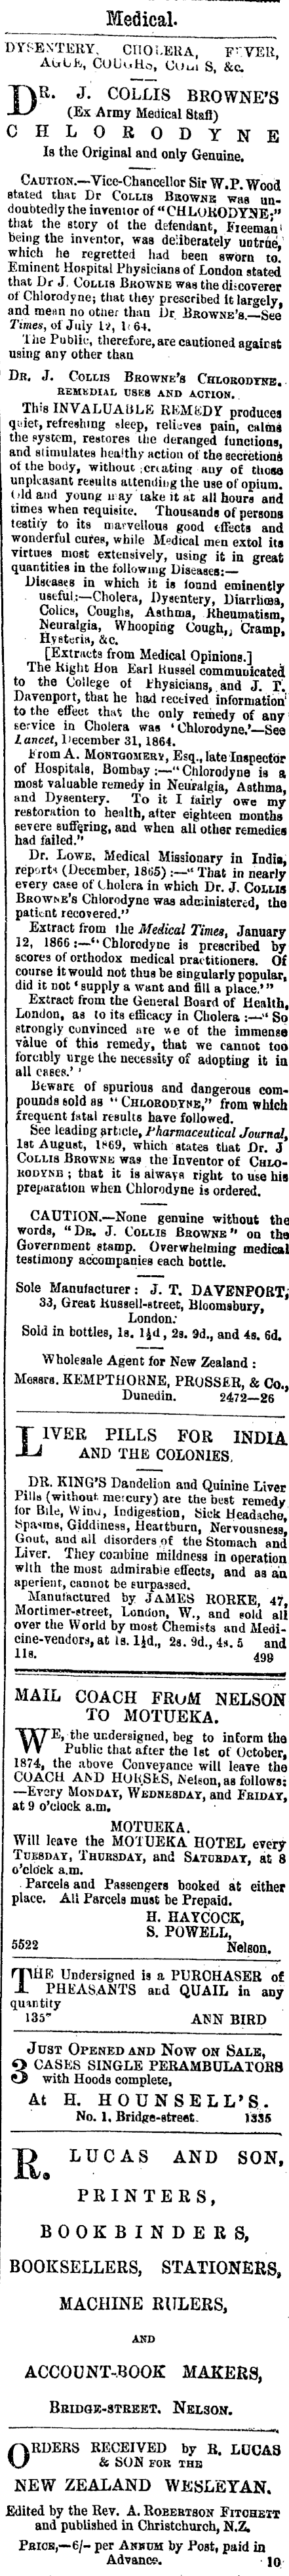 Medical.
DYSENTERY, CHOLERA, FEVER,
AGUE, COUGHS, COLDS, &c.
DR. J. COLLIS BROWNE'S
(Ex Army Medical Staff)
CHLORODYNE
Is the Original and only Genuine.
CAUTION.—Vice-Chancellor Sir W. P. Wood
stated that Dr COLLIS BROWNE was un-
doubtedly the inventor of "CHLORODYNE;"
that the story of the defendant, Freeman
being the inventor, was deliberately untrue,
which he regretted had been sworn to.
Eminent Hospital Physicians of London stated
that Dr J. COLLIS BROWNE was the discoverer
of Chlorodyne; that they prescribed it largely,
and mean no other than Dr. BROWNE'S.—See
Times, of July 12, 1864.
The Public, therefore, are cautioned against
using any other than
DR. J. COLLIS BROWNE'S CHLORODYNE.
REMEDIAL USES AND ACTION.
This INVALUABLE REMEDY produces
quiet, refreshing sleep, relieves pain, calms
the system, restores the deranged functions,
and stimulates healthy action of the secretions
of the body, without creating any of those
unpleasant results attending the use of opium.
Old and young may take it at all hours and
times when requisite. Thousands of persons
testify to its marvellous good effects and
wonderful cures, while Medical men extol its
virtues most extensively, using it in great
quantities in the following Diseases:—
Diseases in which it is found eminently
useful:—Cholera, Dysentery, Diarrhœa,
Colics, Coughs, Asthma, Rheumatism,
Neuralgia, Whooping Cough, Cramp,
Hysteria, &c.
[Extracts from Medical Opinions.]
The Right Hon Earl Russel communicated
to the College of Physicians, and J. T.
Davenport, that he had received information
to the effect that the only remedy of any
service in Cholera was 'Chlorodyne.'—See
Lancet, December 31, 1864.
From A. MONTGOMERY, Esq., late Inspector
of Hospitals, Bombay:—"Chlorodyne is a
most valuable remedy in Neuralgia, Asthma,
and Dysentery. To it I fairly owe my
restoration to health, after eighteen months
severe suffering, and when all other remedies
had failed."
Dr. LOWE, Medical Missionary in India,
reports (December, 1865):—"That in nearly
every case of Cholera in which Dr. J. COLLIS
BROWNE'S Chlorodyne was administered, the
patient recovered."
Extract from the Medical Times, January
12, 1866:—"Chlorodyne is prescribed by
scores of orthodox medical practitioners. Of
course it would not thus be singularly popular,
did it not 'supply a want and fill a place.'"
Extract from the General Board of Health,
London, as to its efficacy in Cholera:—"So
strongly convinced are we of the immense
value of this remedy, that we cannot too
forcibly urge the necessity of adopting it in
all cases.'
Beware of spurious and dangerous com-
pounds sold as "CHLORODYNE," from which
frequent fatal results have followed.
See leading article, Pharmaceutical Journal,
1st August, 1869, which states that Dr. J
COLLIS BROWNE was the Inventor of CHLO-
RODYNE; that it is always right to use his
preparation when Chlorodyne is ordered.
CAUTION.—None genuine without the
words, "DR. J. COLLIS BROWNE" on the
Government stamp. Overwhelming medical
testimony accompanies each bottle.
Sole Manufacturer: J. T. DAVENPORT,
33, Great Russell-street, Bloomsbury,
London.
Sold in bottles, 1s. 1½d, 2s. 9d., and 4s. 6d.
Wholesale Agent for New Zealand:
Messrs. KEMPTHORNE, PROSSER, & Co.,
Dunedin. 2472—26
LIVER PILLS FOR INDIA
AND THE COLONIES.
DR. KING'S Dandelion and Quinine Liver
Pills (without mercury) are the best remedy
for Bile, Wind, Indigestion, Sick Headache,
Spasms, Giddiness, Heartburn, Nervousness,
Gout, and all disorders of the Stomach and
Liver. They combine mildness in operation
with the most admirable effects, and as an
aperient, cannot be surpassed.
Manufactured by JAMES RORKE, 47,
Mortimer-street, London, W., and sold all
over the World by most Chemists and Medi-
cine-vendors, at 1s. 1½d., 2s. 9d., 4s. 5 and
11s. 499
MAIL COACH FROM NELSON
TO MOTUEKA.
WE, the undersigned, beg to inform the
Public that after the 1st of October,
1874, the above Conveyance will leave the
COACH AND HORSES, Nelson, as follows:
—Every MONDAY, WEDNESDAY, and FRIDAY,
at 9 o'clock a.m.
MOTUEKA.
Will leave the MOTUEKA HOTEL every
TUESDAY, THURSDAY, and SATURDAY, at 8
o'clock a.m.
Parcels and Passengers booked at either
place. All Parcels must be Prepaid.
H. HAYCOCK,
S. POWELL,
5522 Nelson.
THE Undersigned is a PURCHASER of
PHEASANTS and QUAIL in any
quantity
135 ANN BIRD
JUST OPENED AND NOW ON SALE,
3 CASES SINGLE PERAMBULATORS
with Hoods complete,
At H. HOUNSELL'S.
No. 1, Bridge-street. 1335
R. LUCAS AND SON,
PRINTERS,
BOOKBINDERS,
BOOKSELLERS, STATIONERS,
MACHINE RULERS,
AND
ACCOUNT-BOOK MAKERS,
BRIDGE-STREET. NELSON.
ORDERS RECEIVED by R. LUCAS
& SON FOR THE
NEW ZEALAND WESLEYAN.
Edited by the Rev. A. ROBERTSON FITCHETT
and published in Christchurch, N.Z.
PRICE,—6/- per ANNUM by Post, paid in
Advance. 10